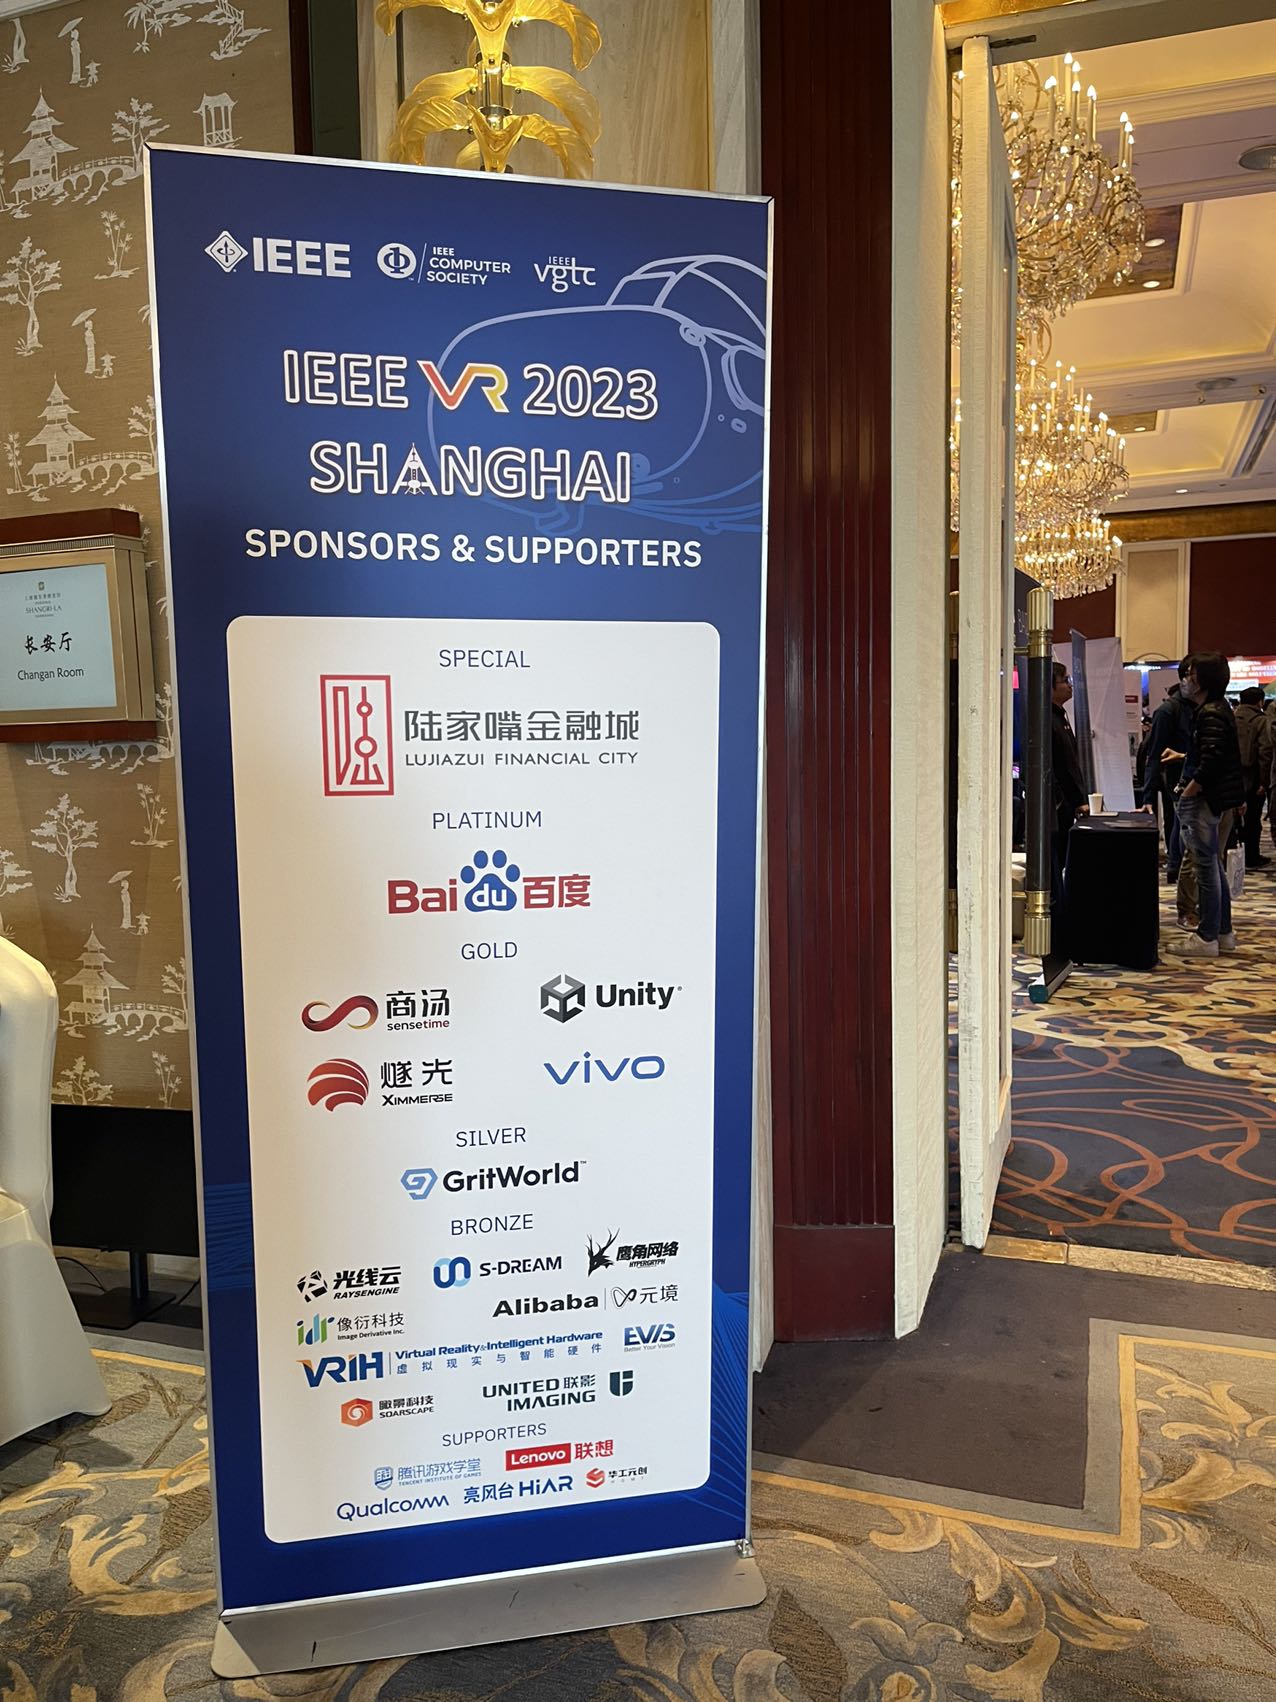 IEEE
IEEE COMPUTER SOCIETY
IEEE vgtc
IEEE VR 2023
SHANGHAI
SPONSORS & SUPPORTERS
SPECIAL
陆家嘴金融城
LUJIAZUI FINANCIAL CITY
PLATINUM
Baidu百度
GOLD
商汤
sensetime
Unity
燧光
XIMMERSE
vivo
SILVER
GritWorld™
BRONZE
光线云
RAYSENGINE
S-DREAM
鹰角网络
HYPERGRYPH
像衍科技
Image Derivative Inc.
Alibaba 元境
VRIH Virtual Reality & Intelligent Hardware
虚拟现实与智能硬件
EVIS
Better Your Vision
瞰景科技
SOARSCAPE
UNITED 联影
IMAGING
SUPPORTERS
腾讯游戏学堂
TENCENT INSTITUTE OF GAMES
Lenovo 联想
Qualcomm
亮风台 HiAR
华工元创
SHANGRI-LA
长安厅
Changan Room